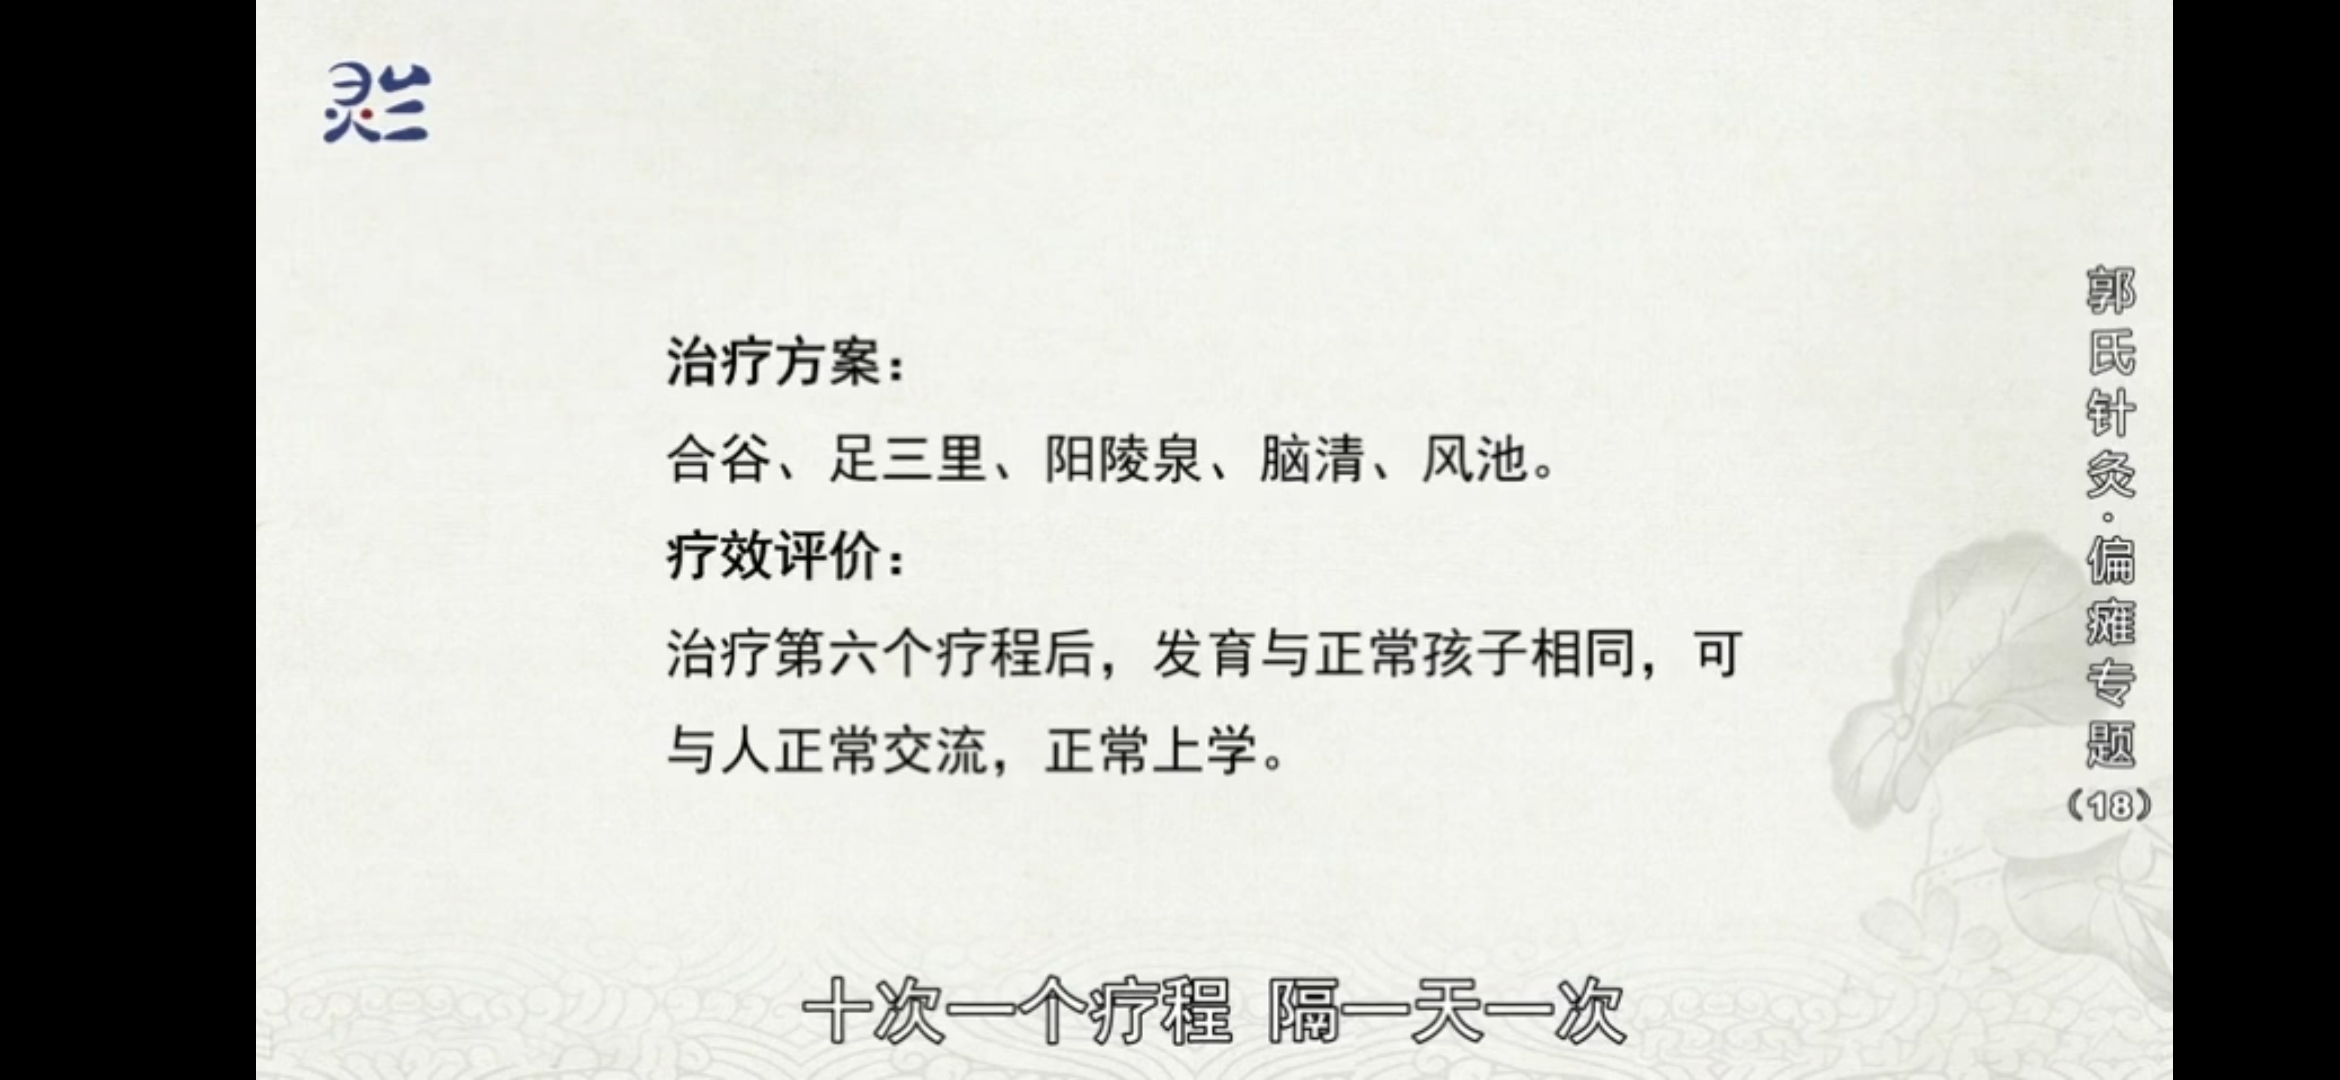 灵兰
治疗方案：
合谷、足三里、阳陵泉、脑清、风池。
疗效评价：
治疗第六个疗程后，发育与正常孩子相同，可
与人正常交流，正常上学。
郭氏针灸·偏瘫专题（18）
十次一个疗程 隔一天一次